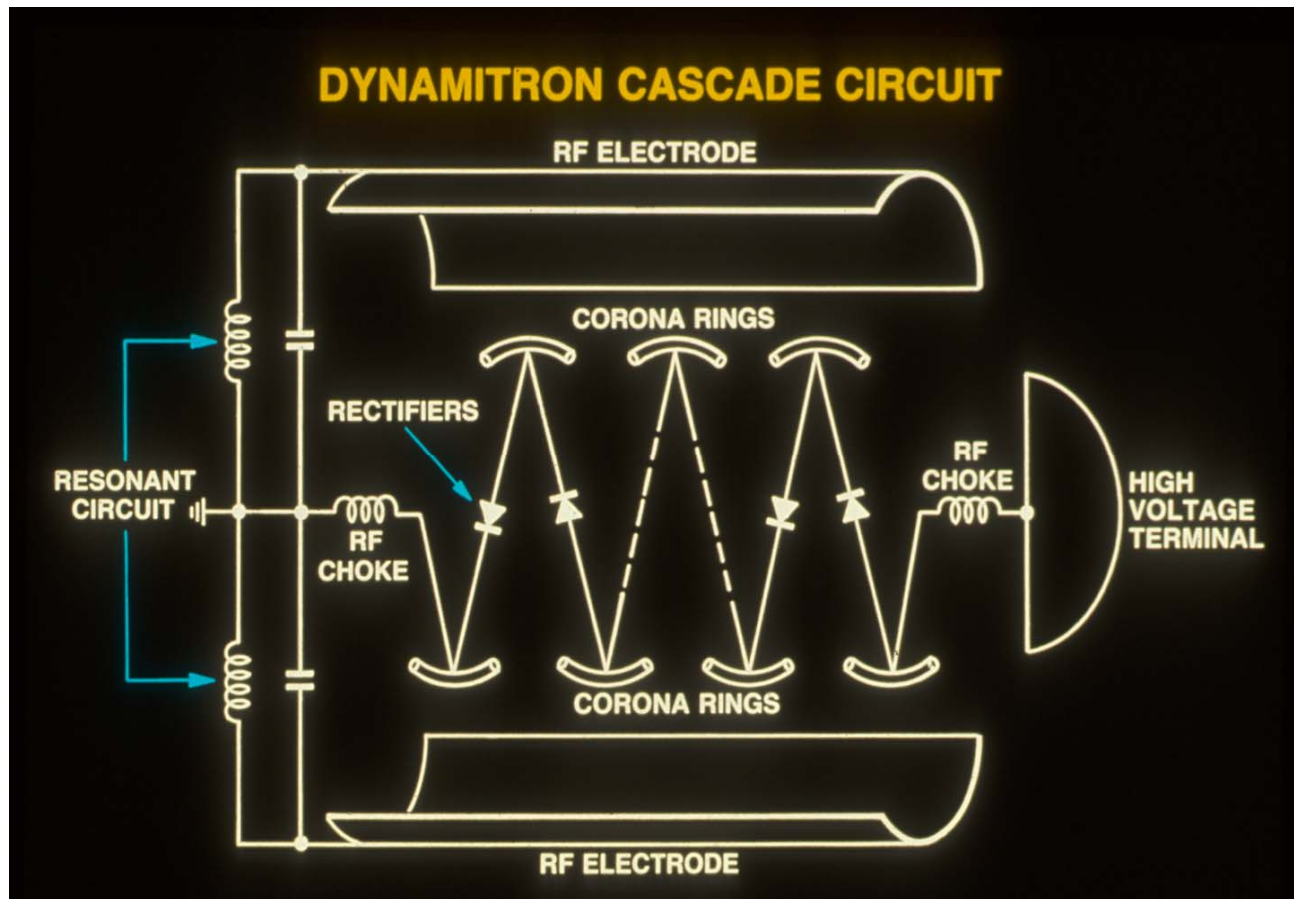 DYNAMITRON CASCADE CIRCUIT
RF ELECTRODE
CORONA RINGS
RECTIFIERS
RESONANT
CIRCUIT
RF
CHOKE
RF
CHOKE
HIGH
VOLTAGE
TERMINAL
CORONA RINGS
RF ELECTRODE